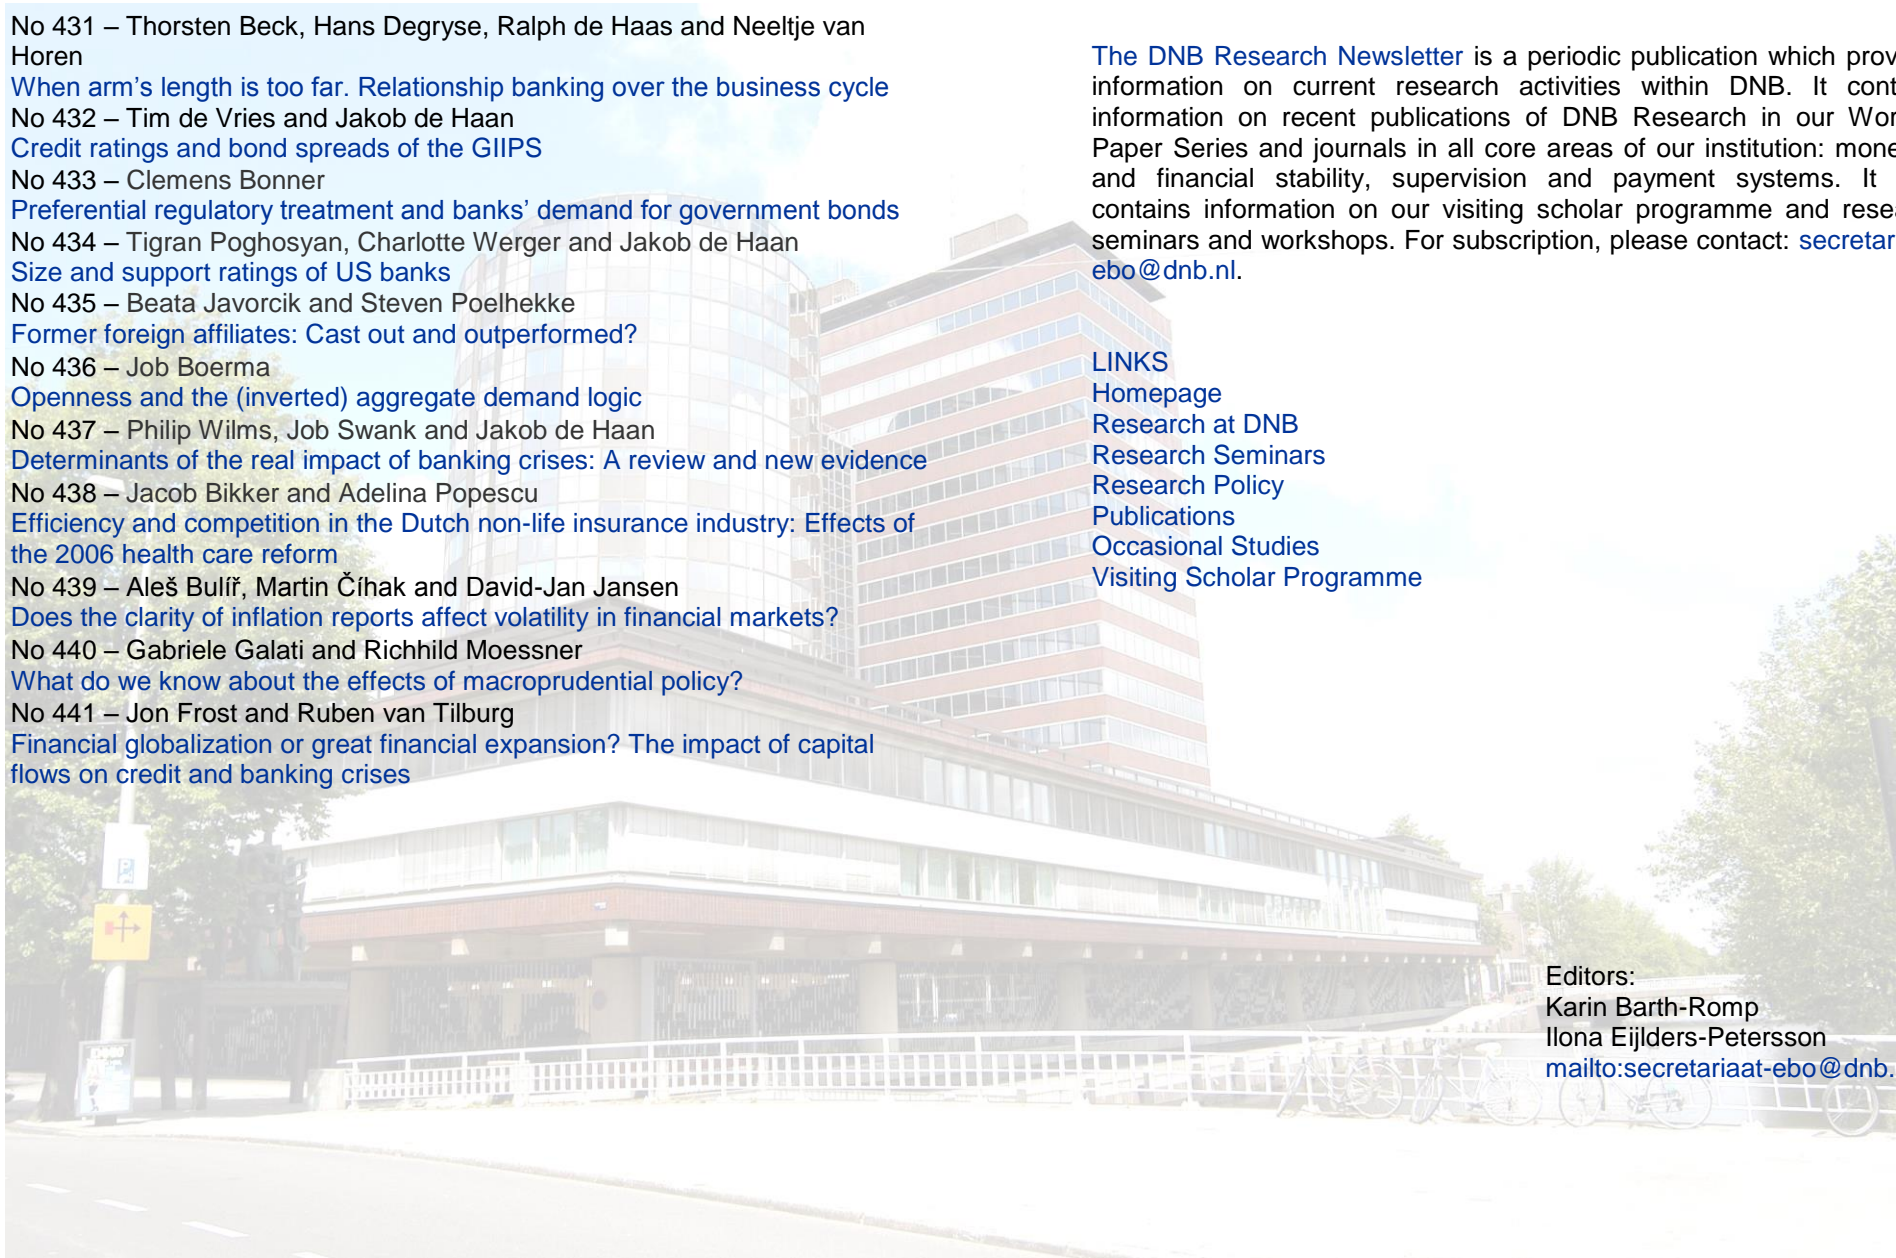 No 431 – Thorsten Beck, Hans Degryse, Ralph de Haas and Neeltje van
Horen
When arm's length is too far. Relationship banking over the business cycle
No 432 – Tim de Vries and Jakob de Haan
Credit ratings and bond spreads of the GIIPS
No 433 – Clemens Bonner
Preferential regulatory treatment and banks' demand for government bonds
No 434 – Tigran Poghosyan, Charlotte Werger and Jakob de Haan
Size and support ratings of US banks
No 435 – Beata Javorcik and Steven Poelhekke
Former foreign affiliates: Cast out and outperformed?
No 436 – Job Boerma
Openness and the (inverted) aggregate demand logic
No 437 – Philip Wilms, Job Swank and Jakob de Haan
Determinants of the real impact of banking crises: A review and new evidence
No 438 – Jacob Bikker and Adelina Popescu
Efficiency and competition in the Dutch non-life insurance industry: Effects of
the 2006 health care reform
No 439 – Aleš Bulíř, Martin Číhak and David-Jan Jansen
Does the clarity of inflation reports affect volatility in financial markets?
No 440 – Gabriele Galati and Richhild Moessner
What do we know about the effects of macroprudential policy?
No 441 – Jon Frost and Ruben van Tilburg
Financial globalization or great financial expansion? The impact of capital
flows on credit and banking crises
The DNB Research Newsletter is a periodic publication which prov
information on current research activities within DNB. It cont
information on recent publications of DNB Research in our Wor
Paper Series and journals in all core areas of our institution: mone
and financial stability, supervision and payment systems. It
contains information on our visiting scholar programme and resea
seminars and workshops. For subscription, please contact: secretar
ebo@dnb.nl.
LINKS
Homepage
Research at DNB
Research Seminars
Research Policy
Publications
Occasional Studies
Visiting Scholar Programme
Editors:
Karin Barth-Romp
Ilona Eijlders-Petersson
mailto:secretariaat-ebo@dnb.